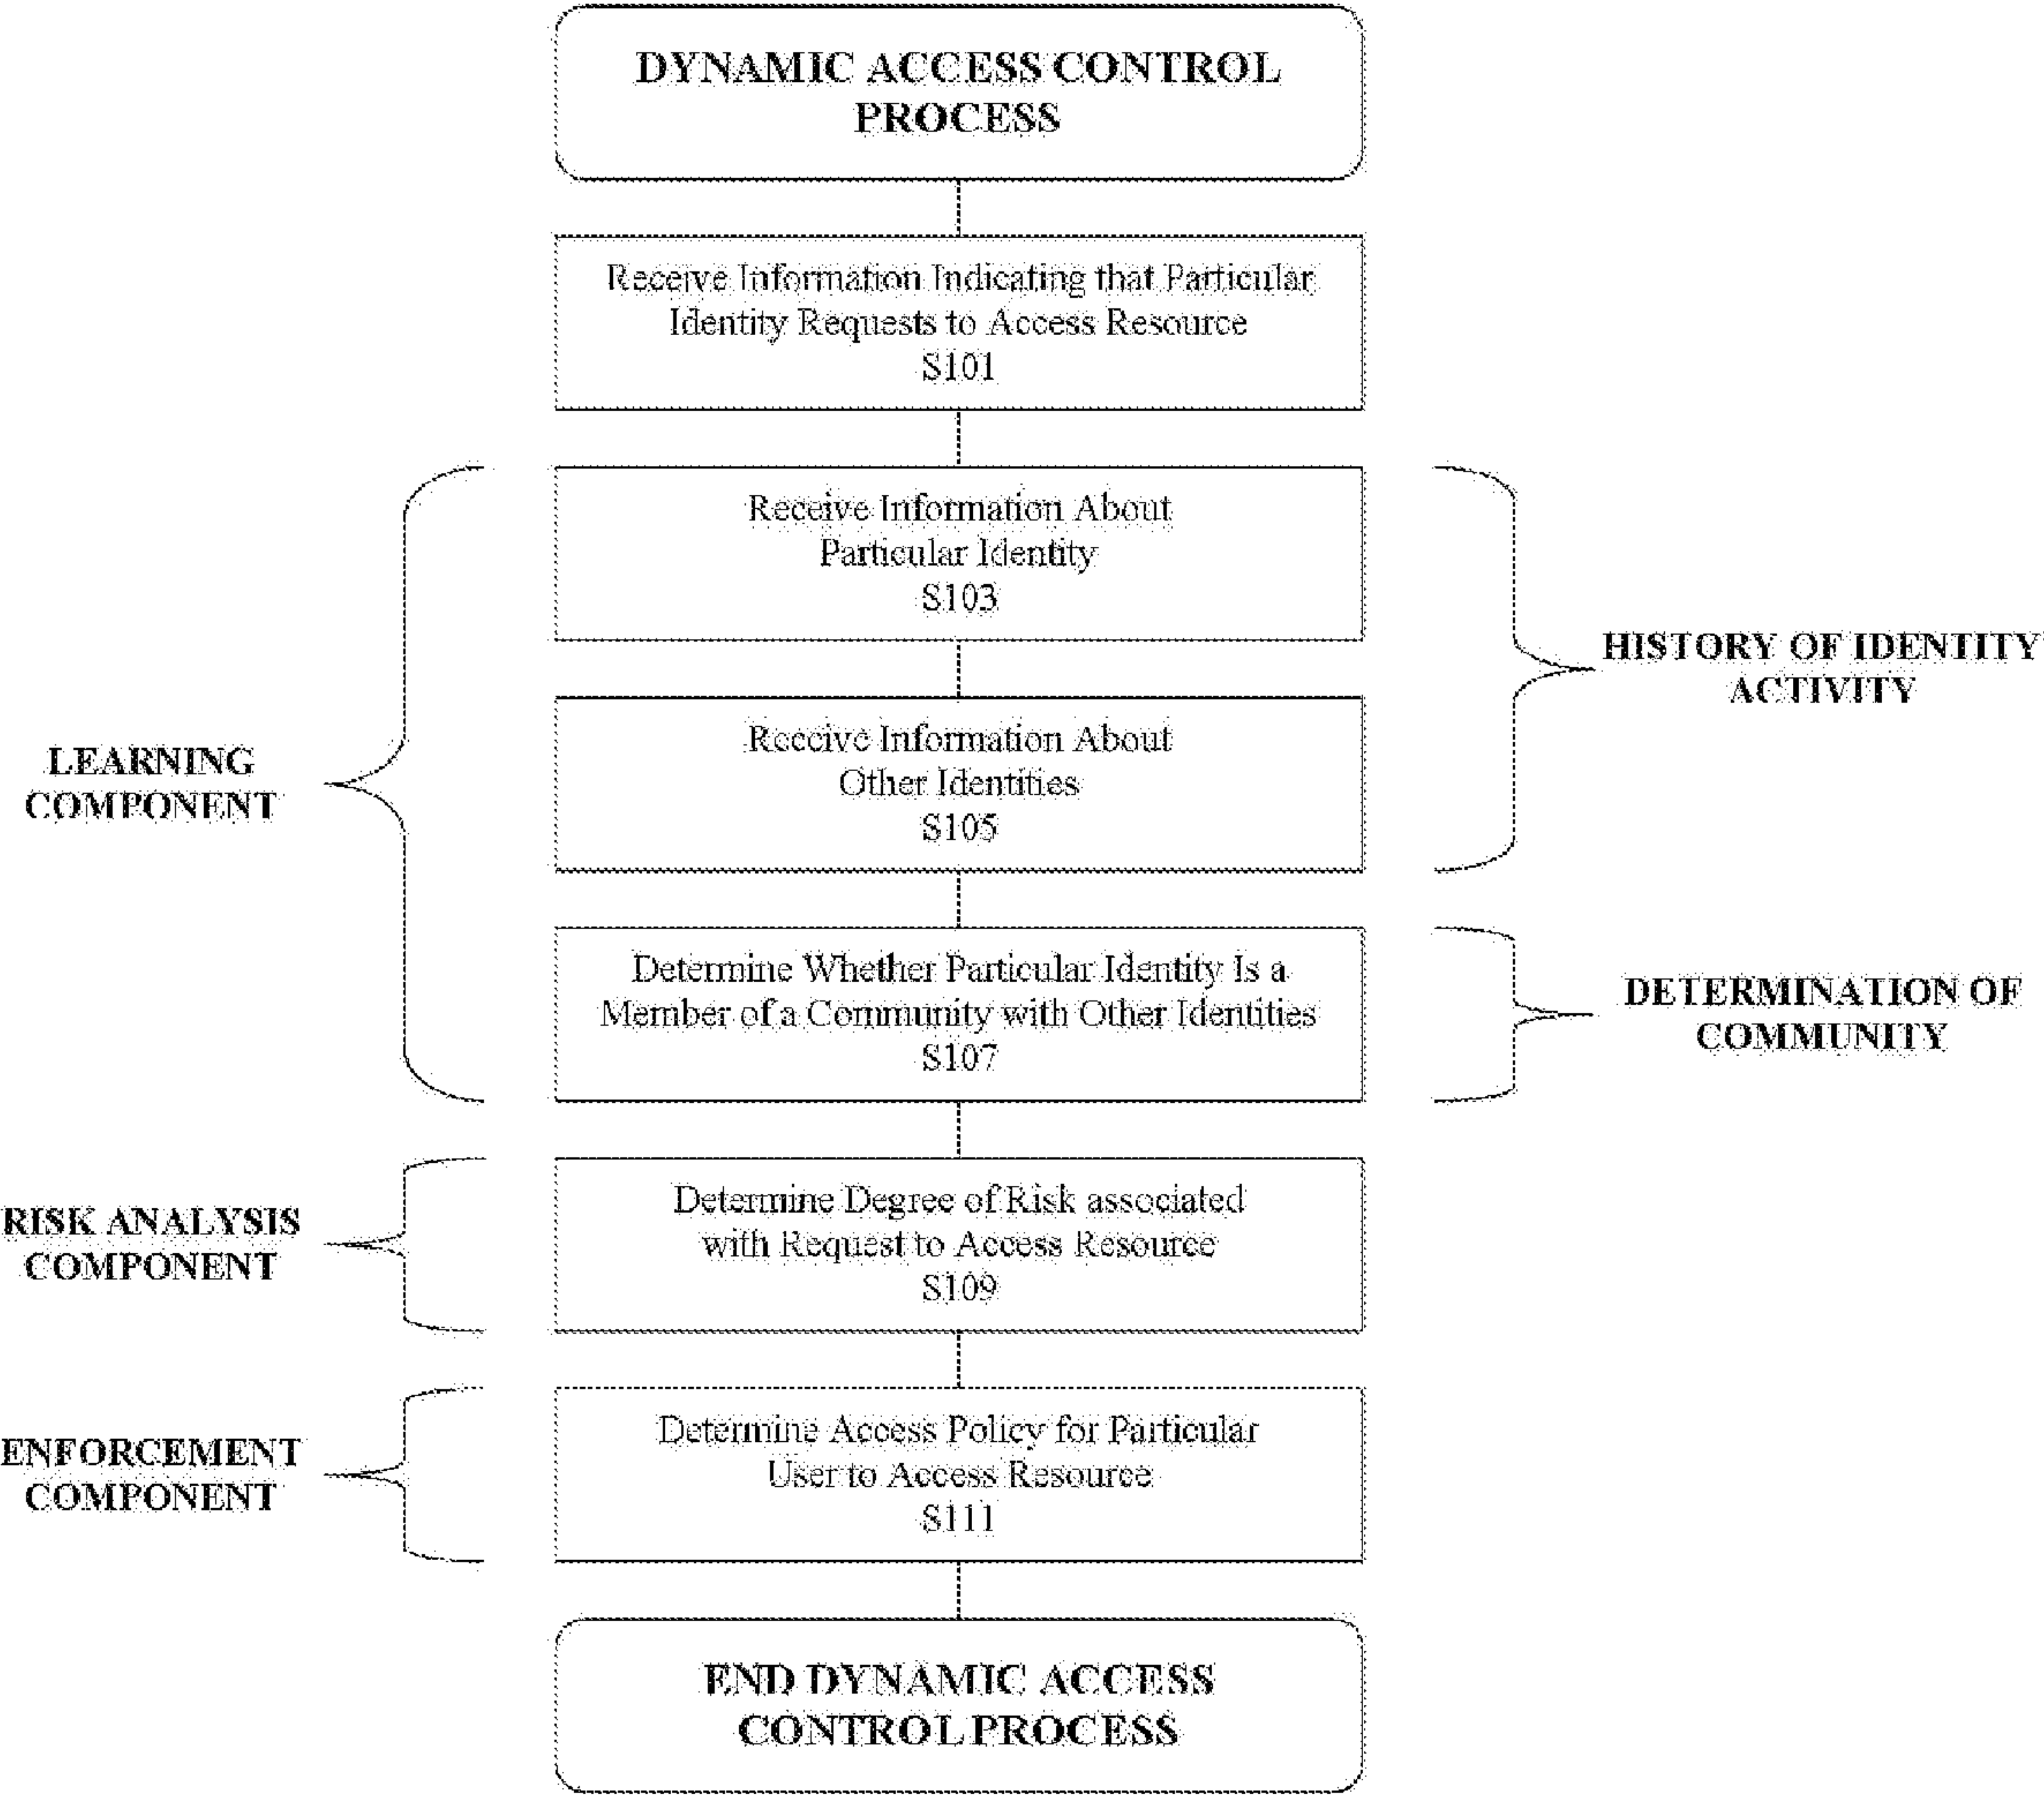 DYNAMIC ACCESS CONTROL
PROCESS
Receive Information Indicating that Particular
Identity Requests to Access Resource
S101
Receive Information About
Particular Identity
S103
HISTORY OF IDENTITY
ACTIVITY
Receive Information About
Other Identities
S105
LEARNING
COMPONENT
Determine Whether Particular Identity Is a
Member of a Community with Other Identities
S107
DETERMINATION OF
COMMUNITY
RISK ANALYSIS
COMPONENT
Determine Degree of Risk associated
with Request to Access Resource
S109
ENFORCEMENT
COMPONENT
Determine Access Policy for Particular
User to Access Resource
S111
END DYNAMIC ACCESS
CONTROL PROCESS